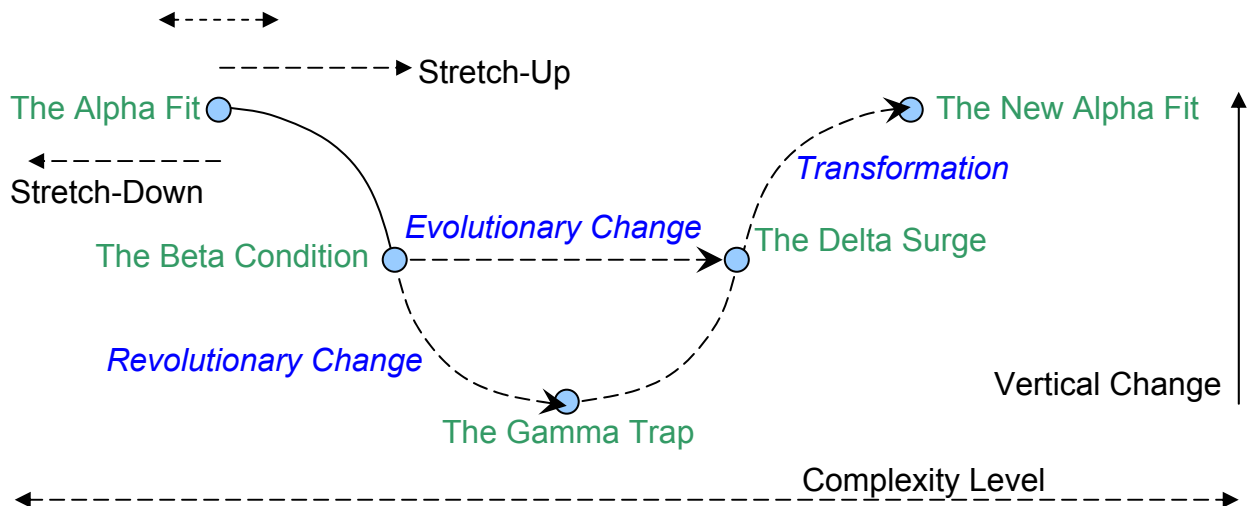 Stretch-Up
The Alpha Fit
The New Alpha Fit
Stretch-Down
Transformation
Evolutionary Change
The Delta Surge
The Beta Condition
Revolutionary Change
Vertical Change
The Gamma Trap
Complexity Level